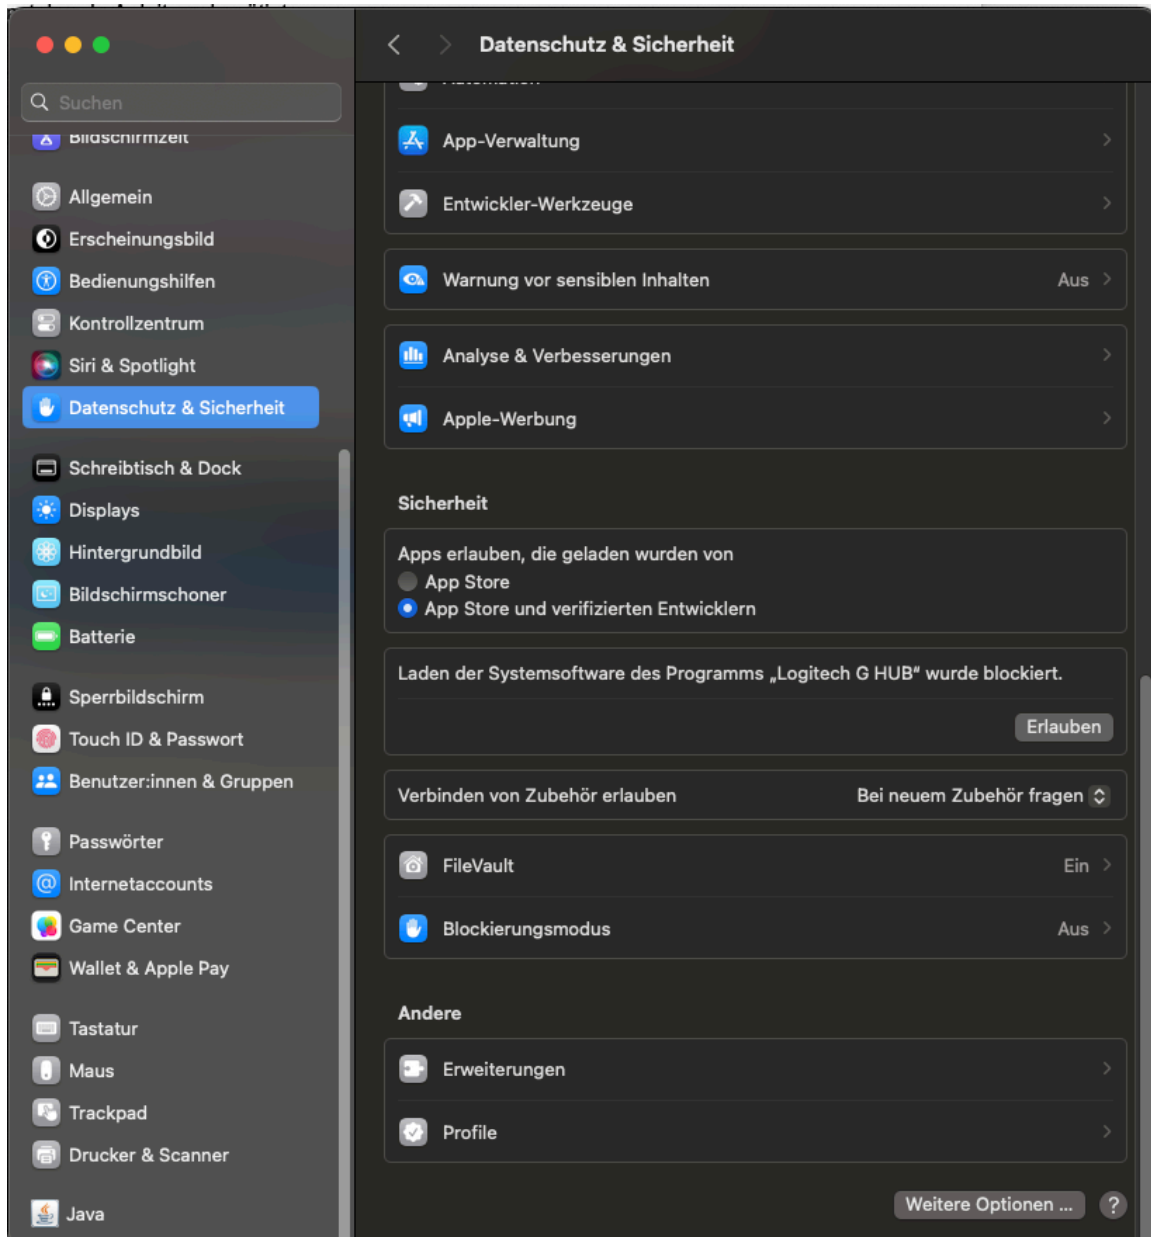 Datenschutz & Sicherheit
Suchen
Bildschirmzeit
Allgemein
Erscheinungsbild
Bedienungshilfen
Kontrollzentrum
Siri & Spotlight
Datenschutz & Sicherheit
Schreibtisch & Dock
Displays
Hintergrundbild
Bildschirmschoner
Batterie
Sperrbildschirm
Touch ID & Passwort
Benutzer:innen & Gruppen
Passwörter
Internetaccounts
Game Center
Wallet & Apple Pay
Tastatur
Maus
Trackpad
Drucker & Scanner
Java
Automation
App-Verwaltung
Entwickler-Werkzeuge
Warnung vor sensiblen Inhalten Aus
Analyse & Verbesserungen
Apple-Werbung
Sicherheit
Apps erlauben, die geladen wurden von
App Store
App Store und verifizierten Entwicklern
Laden der Systemsoftware des Programms „Logitech G HUB“ wurde blockiert.
Erlauben
Verbinden von Zubehör erlauben Bei neuem Zubehör fragen
FileVault Ein
Blockierungsmodus Aus
Andere
Erweiterungen
Profile
Weitere Optionen ... ?